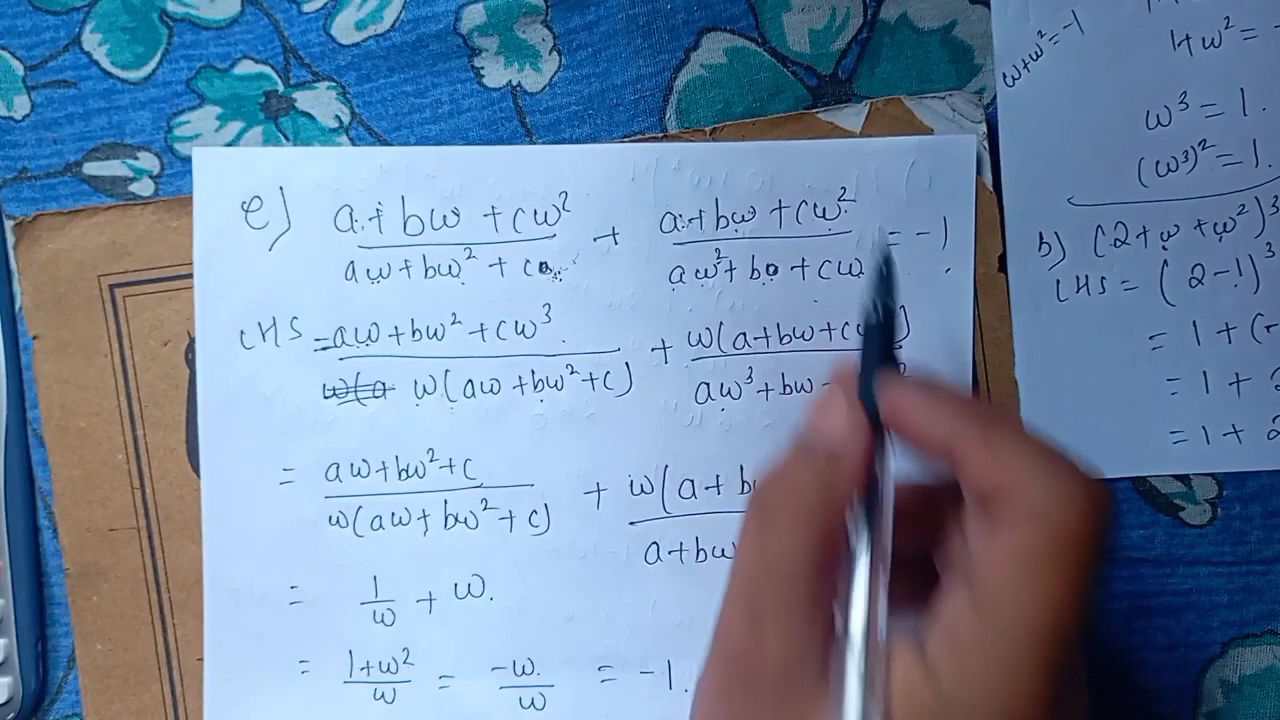 e) a + bω + cω² / aω + bω² + c + a + bω + cω² / aω² + b + cω = -1
LHS = aω + bω² + cω³ / ω(aω + bω² + c) + ω(a + bω + c / aω³ + bω
= aω + bω² + c / ω(aω + bω² + c) + ω(a + b / a + bω
= 1/ω + ω.
= 1+ω² / ω = -ω. / ω = -1.
ω+ω² = -1
1+ω² =
ω³ = 1.
(ω³)² = 1.
b) (2 + ω + ω²)³
LHS = (2 - 1)³
= 1 + (
= 1 +
= 1 + 2